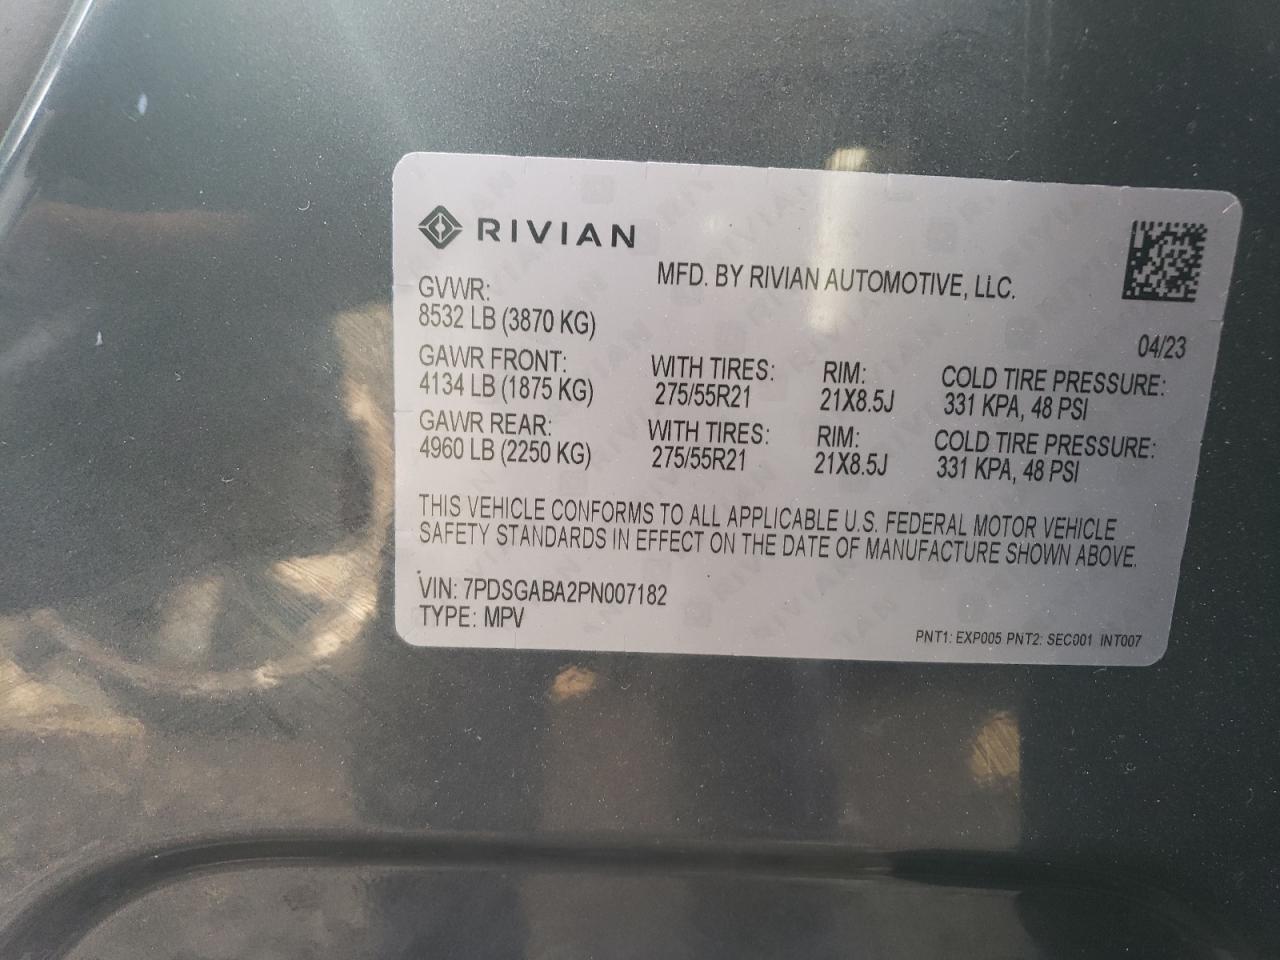 RIVIAN
MFD. BY RIVIAN AUTOMOTIVE, LLC.
GVWR:
8532 LB (3870 KG)
04/23
GAWR FRONT: WITH TIRES: RIM: COLD TIRE PRESSURE:
4134 LB (1875 KG) 275/55R21 21X8.5J 331 KPA, 48 PSI
GAWR REAR: WITH TIRES: RIM: COLD TIRE PRESSURE:
4960 LB (2250 KG) 275/55R21 21X8.5J 331 KPA, 48 PSI
THIS VEHICLE CONFORMS TO ALL APPLICABLE U.S. FEDERAL MOTOR VEHICLE
SAFETY STANDARDS IN EFFECT ON THE DATE OF MANUFACTURE SHOWN ABOVE.
VIN: 7PDSGABA2PN007182
TYPE: MPV
PNT1: EXP005 PNT2: SEC001 INT007